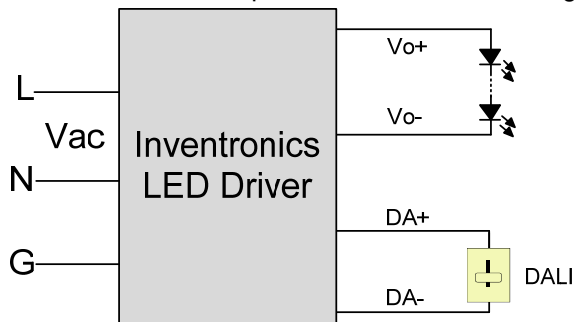 L
Vac
N
G
Inventronics
LED Driver
Vo+
Vo-
DA+
DA-
DALI